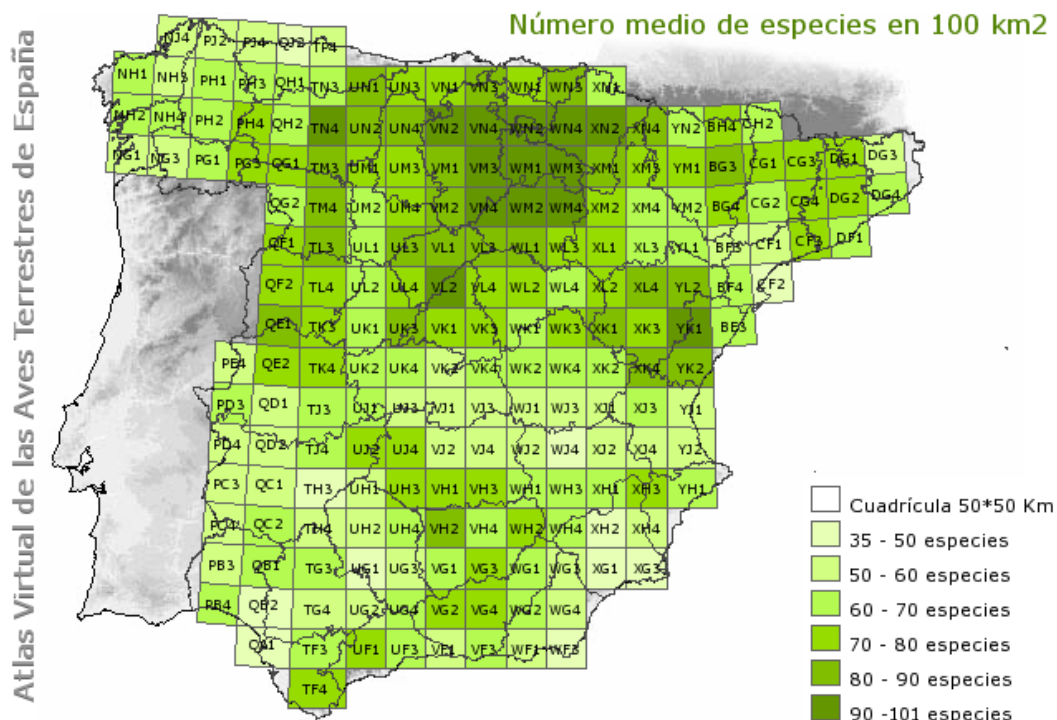 Número medio de especies en 100 km2
Atlas Virtual de las Aves Terrestres de España
NJ4 PJ2 PJ4 QJ2 TP4
NH1 NH3 PH1 PH3 QH1 TN3 UN1 UN3 VN1 VN3 WN1 WN3 XN1
NH2 NH4 PH2 PH4 QH2 TN4 UN2 UN4 VN2 VN4 WN2 WN4 XN2 XN4 YN2 BH4 CH2
NG1 NG3 PG1 PG3 QG1 TM3 UM1 UM3 VM1 VM3 WM1 WM3 XM1 XM3 YM1 BG3 CG1 CG3 DG1 DG3
QG2 TM4 UM2 UM4 VM2 VM4 WM2 WM4 XM2 XM4 YM2 BG4 CG2 CG4 DG2 DG4
QF1 TL3 UL1 UL3 VL1 VL3 WL1 WL3 XL1 XL3 YL1 BF3 CF1 CF3 DF1
QF2 TL4 UL2 UL4 VL2 VL4 WL2 WL4 XL2 XL4 YL2 BF4 CF2
QE1 TK3 UK1 UK3 VK1 VK3 WK1 WK3 XK1 XK3 YK1 BE3
PE4 QE2 TK4 UK2 UK4 VK2 VK4 WK2 WK4 XK2 XK4 YK2
PD3 QD1 TJ3 UJ1 UJ3 VJ1 VJ3 WJ1 WJ3 XJ1 XJ3 YJ1
PD4 QD2 TJ4 UJ2 UJ4 VJ2 VJ4 WJ2 WJ4 XJ2 XJ4 YJ2
PC3 QC1 TH3 UH1 UH3 VH1 VH3 WH1 WH3 XH1 XH3 YH1
PC4 QC2 TH4 UH2 UH4 VH2 VH4 WH2 WH4 XH2 XH4
PB3 QB1 TG3 UG1 UG3 VG1 VG3 WG1 WG3 XG1 XG3
PB4 QB2 TG4 UG2 UG4 VG2 VG4 WG2 WG4
QA1 TF3 UF1 UF3 VF1 VF3 WF1 WF3
TF4
Cuadrícula 50*50 Km
35 - 50 especies
50 - 60 especies
60 - 70 especies
70 - 80 especies
80 - 90 especies
90 -101 especies